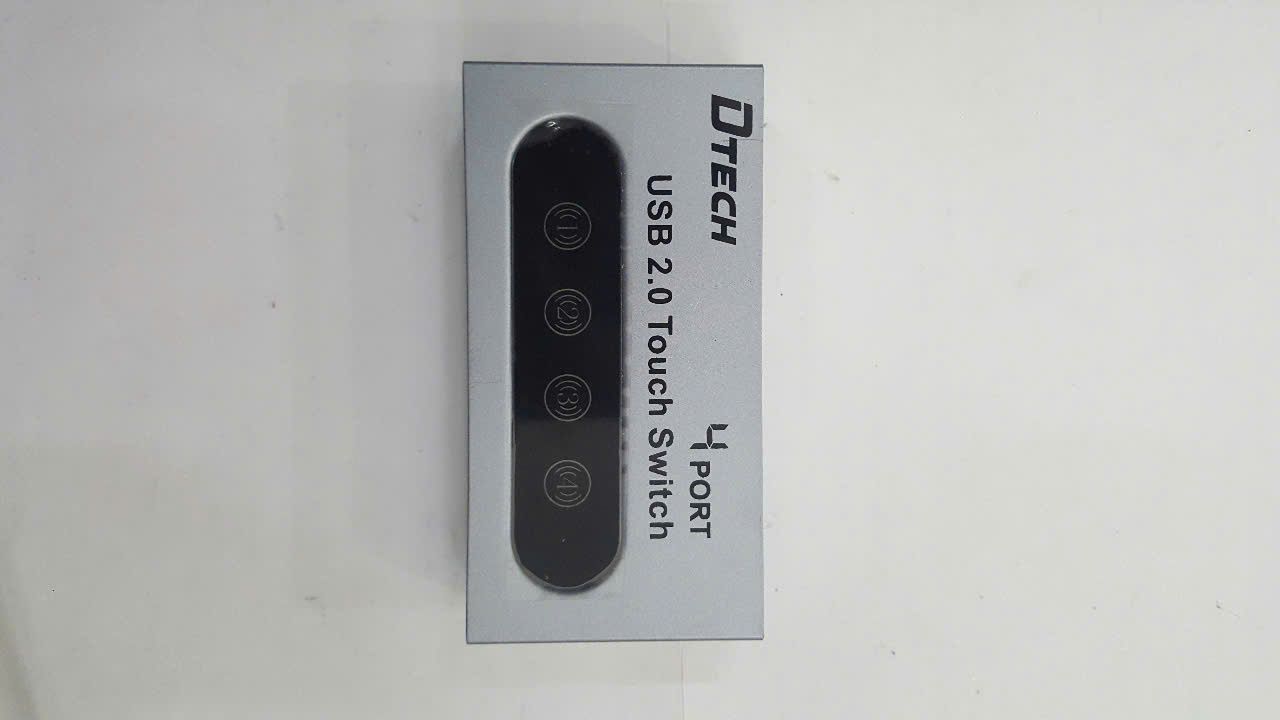 DTECH
4 PORT
USB 2.0 Touch Switch
1 2 3 4